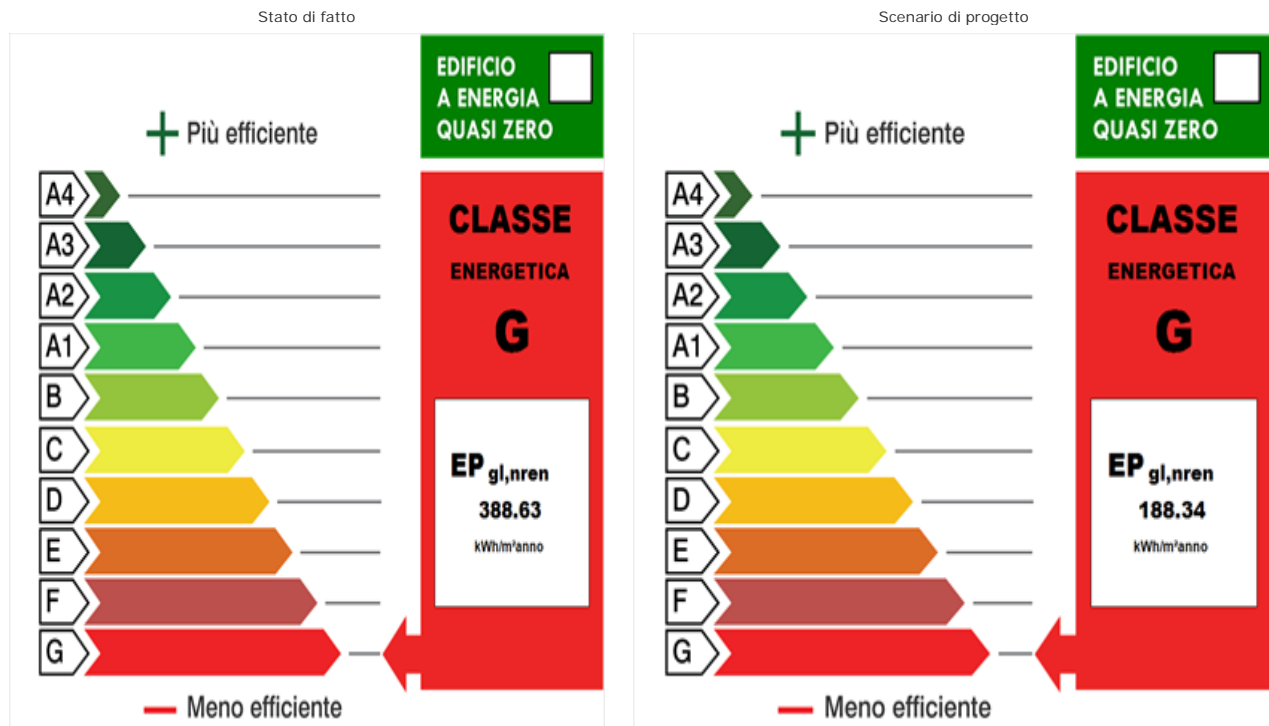 Stato di fatto
EDIFICIO
A ENERGIA
QUASI ZERO
+ Più efficiente
A4
A3
A2
A1
B
C
D
E
F
G
— Meno efficiente
CLASSE
ENERGETICA
G
EP gl,nren
388.63
kWh/m²anno
Scenario di progetto
EDIFICIO
A ENERGIA
QUASI ZERO
+ Più efficiente
A4
A3
A2
A1
B
C
D
E
F
G
— Meno efficiente
CLASSE
ENERGETICA
G
EP gl,nren
188.34
kWh/m²anno